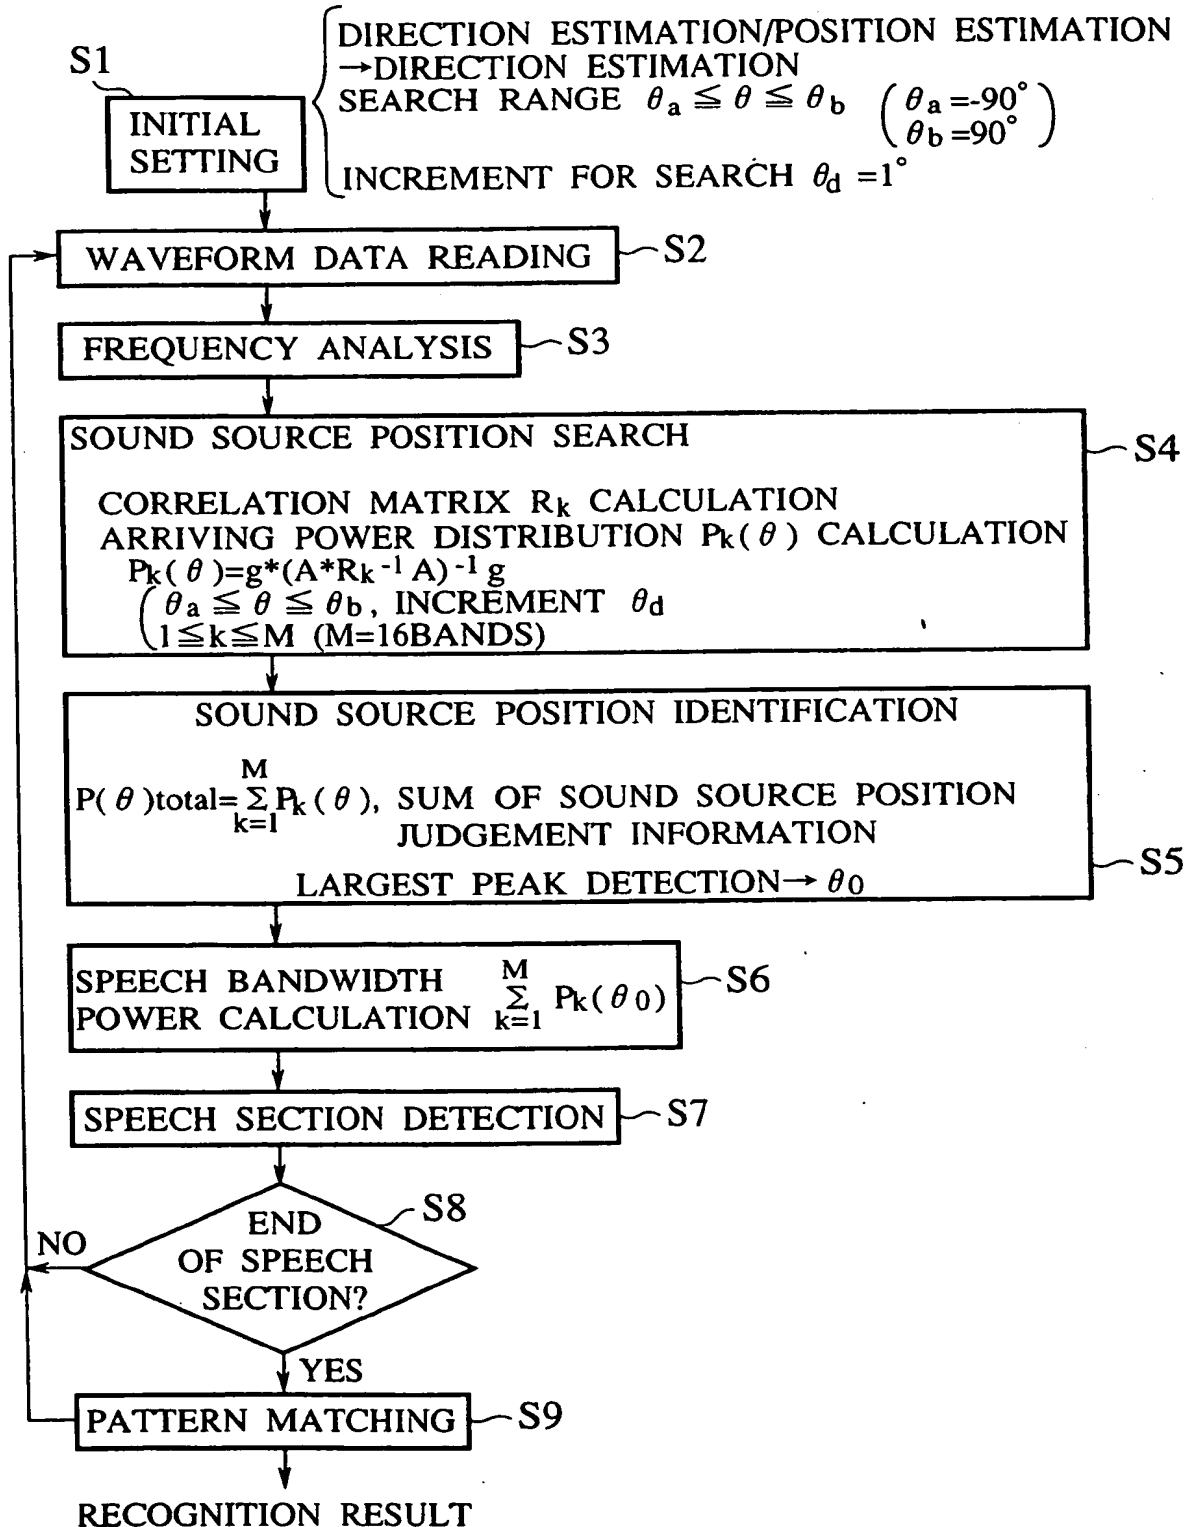 S1
INITIAL
SETTING
DIRECTION ESTIMATION/POSITION ESTIMATION
→DIRECTION ESTIMATION
SEARCH RANGE θa ≦ θ ≦ θb (θa =-90°
θb =90°)
INCREMENT FOR SEARCH θd =1°
WAVEFORM DATA READING
S2
FREQUENCY ANALYSIS
S3
SOUND SOURCE POSITION SEARCH
S4
CORRELATION MATRIX Rk CALCULATION
ARRIVING POWER DISTRIBUTION Pk(θ) CALCULATION
Pk(θ)=g*(A*Rk-1 A)-1 g
(θa ≦ θ ≦ θb, INCREMENT θd
1≦k≦M (M=16BANDS)
SOUND SOURCE POSITION IDENTIFICATION
P(θ)total=M Σ k=1 Pk(θ), SUM OF SOUND SOURCE POSITION
JUDGEMENT INFORMATION
S5
LARGEST PEAK DETECTION→ θ0
SPEECH BANDWIDTH
POWER CALCULATION M Σ k=1 Pk(θ0)
S6
SPEECH SECTION DETECTION
S7
S8
END
OF SPEECH
SECTION?
NO
YES
PATTERN MATCHING
S9
RECOGNITION RESULT